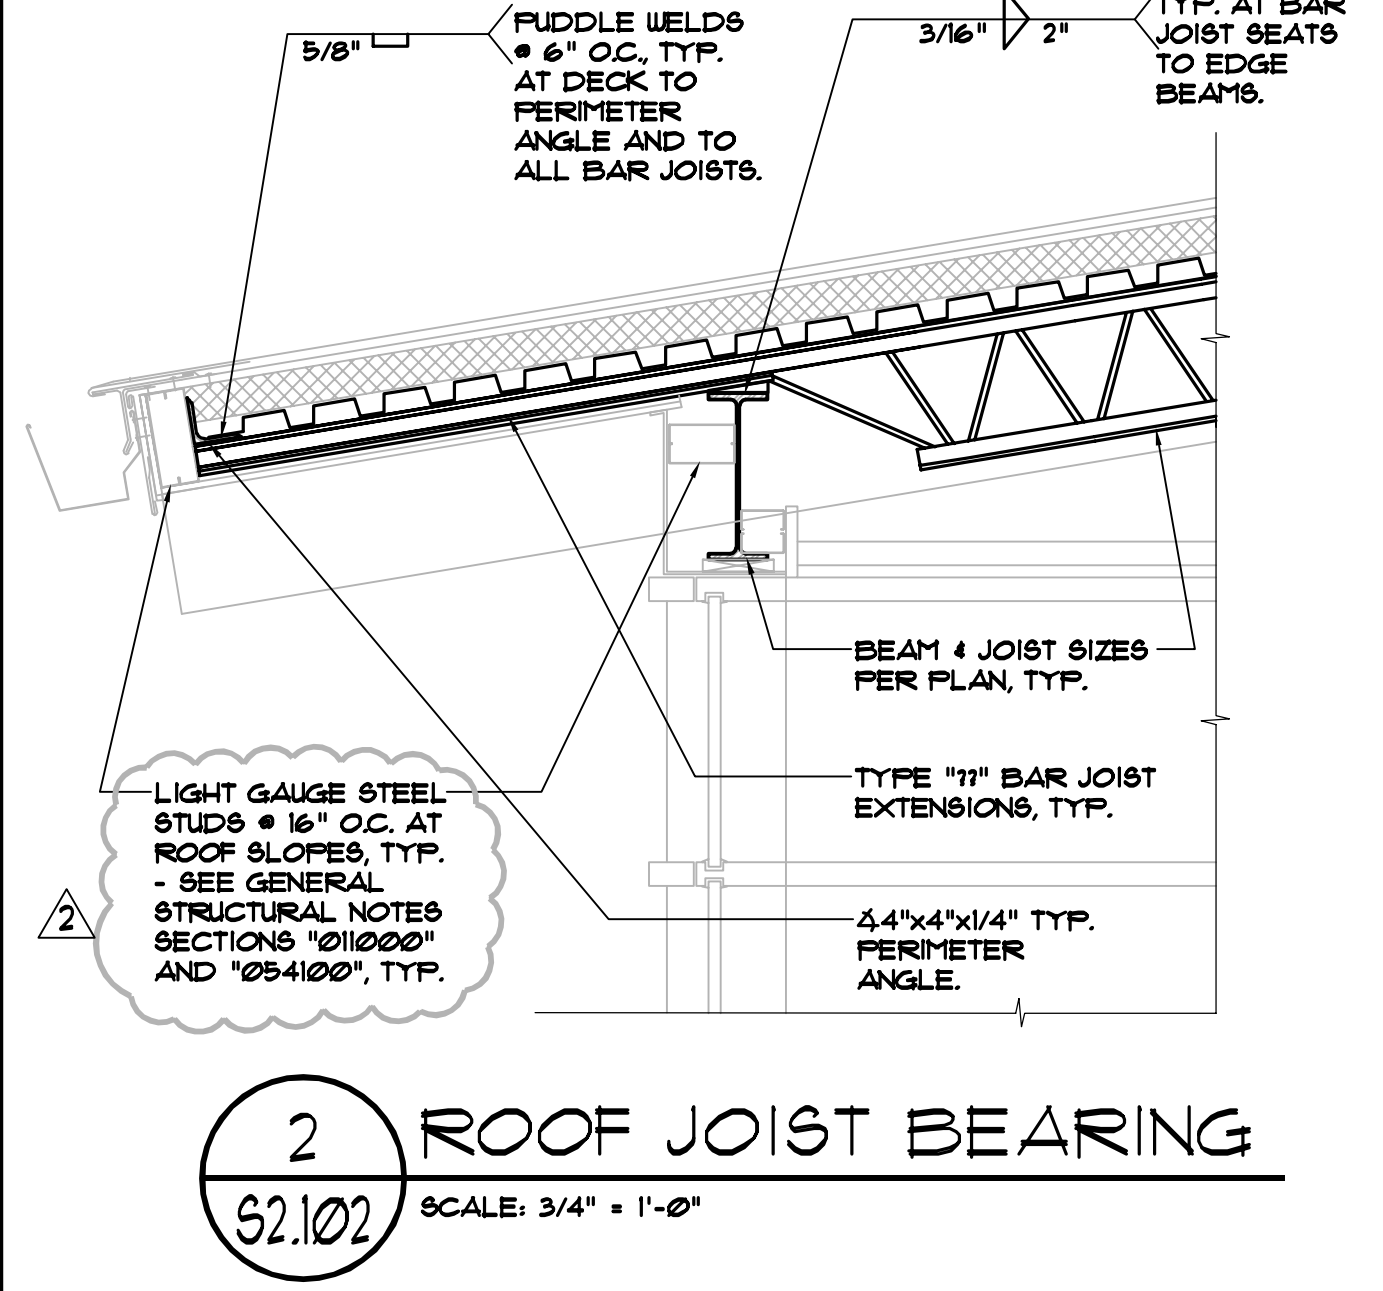 5/8"
PUDDLE WELDS
@ 6" O.C., TYP.
AT DECK TO
PERIMETER
ANGLE AND TO
ALL BAR JOISTS.
3/16"
2"
TYP. AT BAR
JOIST SEATS
TO EDGE
BEAMS.
BEAM & JOIST SIZES
PER PLAN, TYP.
TYPE "??" BAR JOIST
EXTENSIONS, TYP.
∠4"x4"x1/4" TYP.
PERIMETER
ANGLE.
LIGHT GAUGE STEEL
STUDS @ 16" O.C. AT
ROOF SLOPES, TYP.
- SEE GENERAL
STRUCTURAL NOTES
SECTIONS "011000"
AND "054100", TYP.
2
2
S2.102
ROOF JOIST BEARING
SCALE: 3/4" = 1'-0"